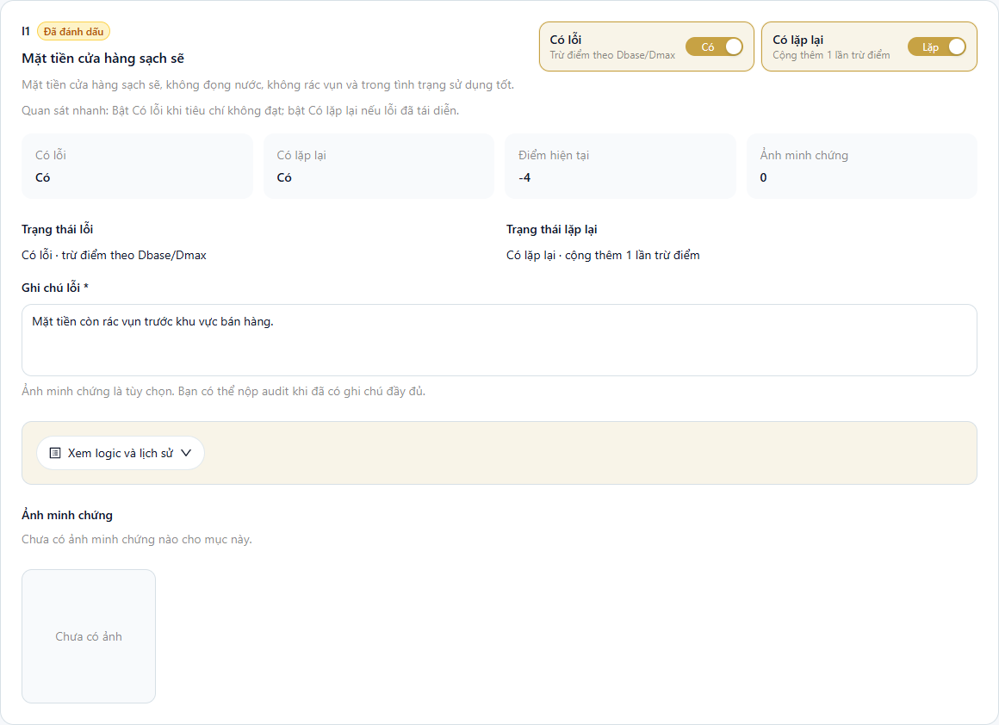 I1 Đã đánh dấu
Mặt tiền cửa hàng sạch sẽ
Mặt tiền cửa hàng sạch sẽ, không đọng nước, không rác vụn và trong tình trạng sử dụng tốt.
Quan sát nhanh: Bật Có lỗi khi tiêu chí không đạt; bật Có lặp lại nếu lỗi đã tái diễn.
Có lỗi
Trừ điểm theo Dbase/Dmax
Có
Có lặp lại
Cộng thêm 1 lần trừ điểm
Lặp
Có lỗi
Có
Có lặp lại
Có
Điểm hiện tại
-4
Ảnh minh chứng
0
Trạng thái lỗi
Có lỗi · trừ điểm theo Dbase/Dmax
Trạng thái lặp lại
Có lặp lại · cộng thêm 1 lần trừ điểm
Ghi chú lỗi *
Mặt tiền còn rác vụn trước khu vực bán hàng.
Ảnh minh chứng là tùy chọn. Bạn có thể nộp audit khi đã có ghi chú đầy đủ.
Xem logic và lịch sử
Ảnh minh chứng
Chưa có ảnh minh chứng nào cho mục này.
Chưa có ảnh